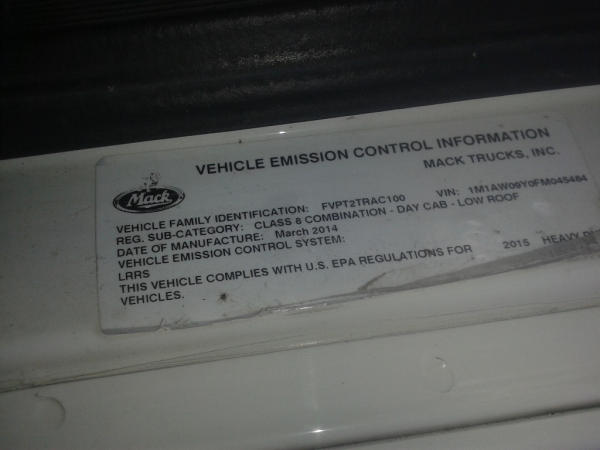 VEHICLE EMISSION CONTROL INFORMATION
Mack
MACK TRUCKS, INC.
VEHICLE FAMILY IDENTIFICATION: FVPT2TRAC100 VIN: 1M1AW09Y0FM045484
REG. SUB-CATEGORY: CLASS 8 COMBINATION - DAY CAB - LOW ROOF
DATE OF MANUFACTURE: March 2014
VEHICLE EMISSION CONTROL SYSTEM:
LRRS
THIS VEHICLE COMPLIES WITH U.S. EPA REGULATIONS FOR 2015 HEAVY
VEHICLES.